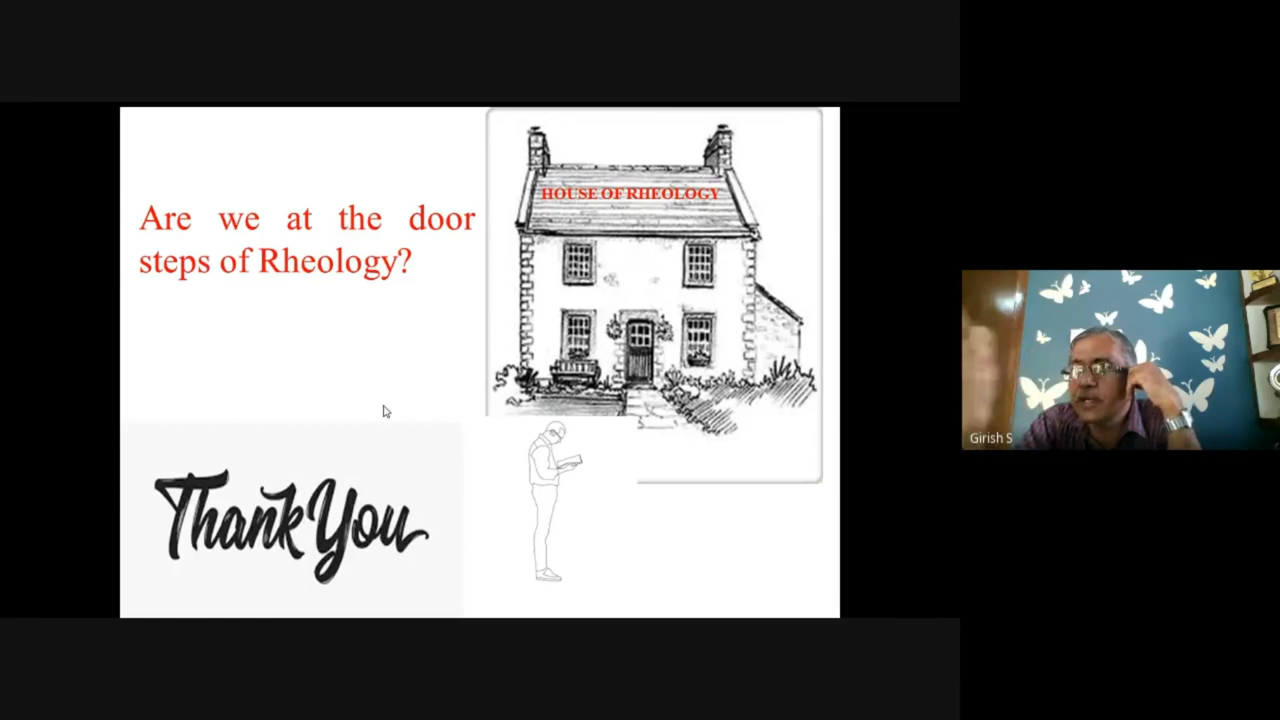 Are we at the door
steps of Rheology?
HOUSE OF RHEOLOGY
Thank You
Girish S